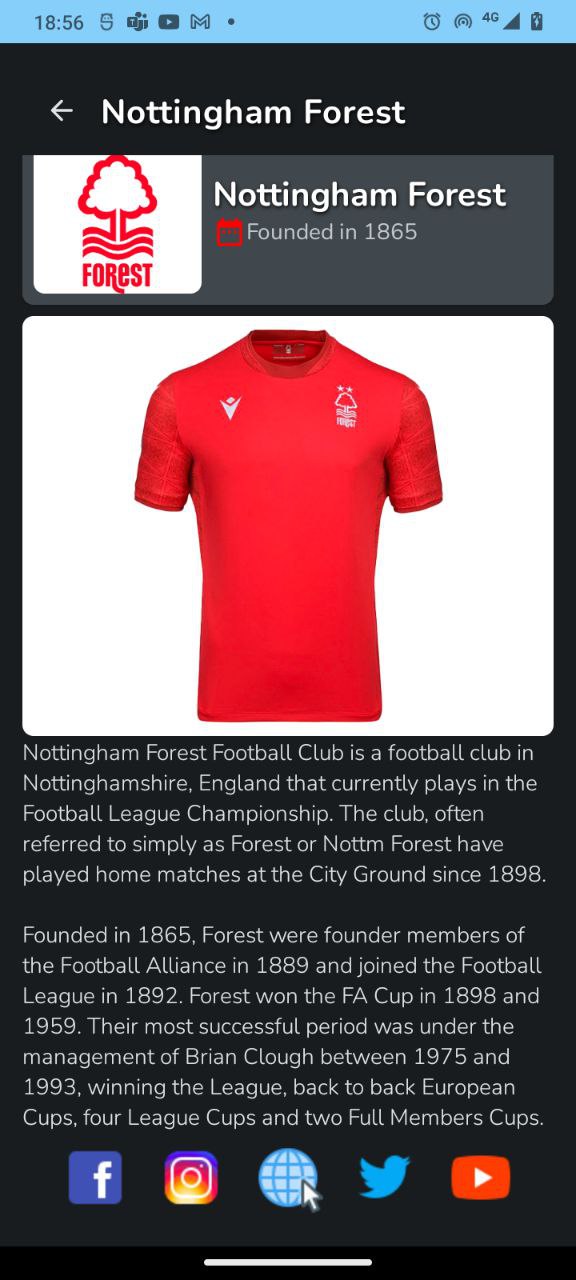 18:56
4G
Nottingham Forest
FOREST
Nottingham Forest
Founded in 1865
FOREST
Nottingham Forest Football Club is a football club in
Nottinghamshire, England that currently plays in the
Football League Championship. The club, often
referred to simply as Forest or Nottm Forest have
played home matches at the City Ground since 1898.
Founded in 1865, Forest were founder members of
the Football Alliance in 1889 and joined the Football
League in 1892. Forest won the FA Cup in 1898 and
1959. Their most successful period was under the
management of Brian Clough between 1975 and
1993, winning the League, back to back European
Cups, four League Cups and two Full Members Cups.